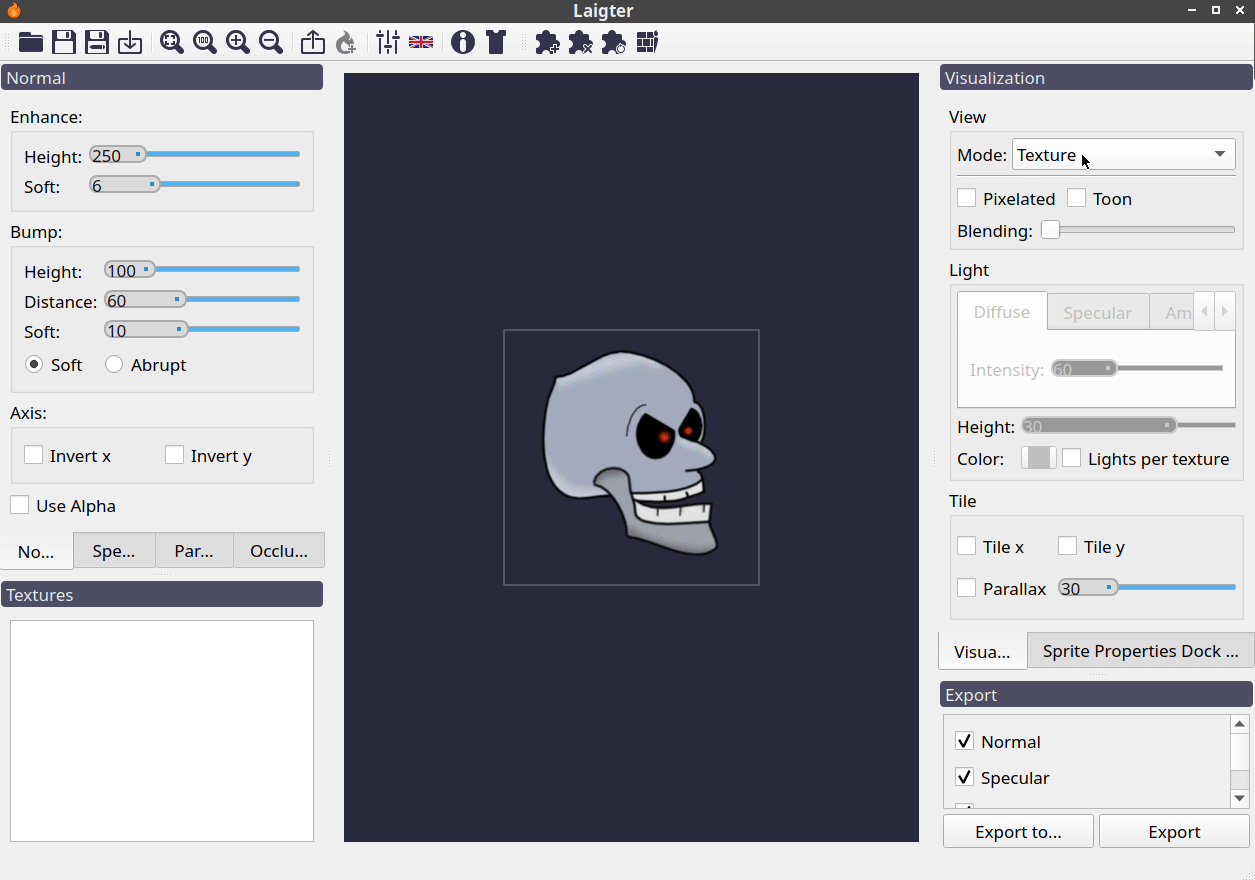 Laigter
100
Normal
Enhance:
Height: 250
Soft: 6
Bump:
Height: 100
Distance: 60
Soft: 10
Soft Abrupt
Axis:
Invert x Invert y
Use Alpha
No... Spe... Par... Occlu...
Textures
Visualization
View
Mode: Texture
Pixelated Toon
Blending:
Light
Diffuse Specular Am
Intensity: 60
Height: 30
Color: Lights per texture
Tile
Tile x Tile y
Parallax 30
Visua... Sprite Properties Dock ...
Export
Normal
Specular
Export to... Export